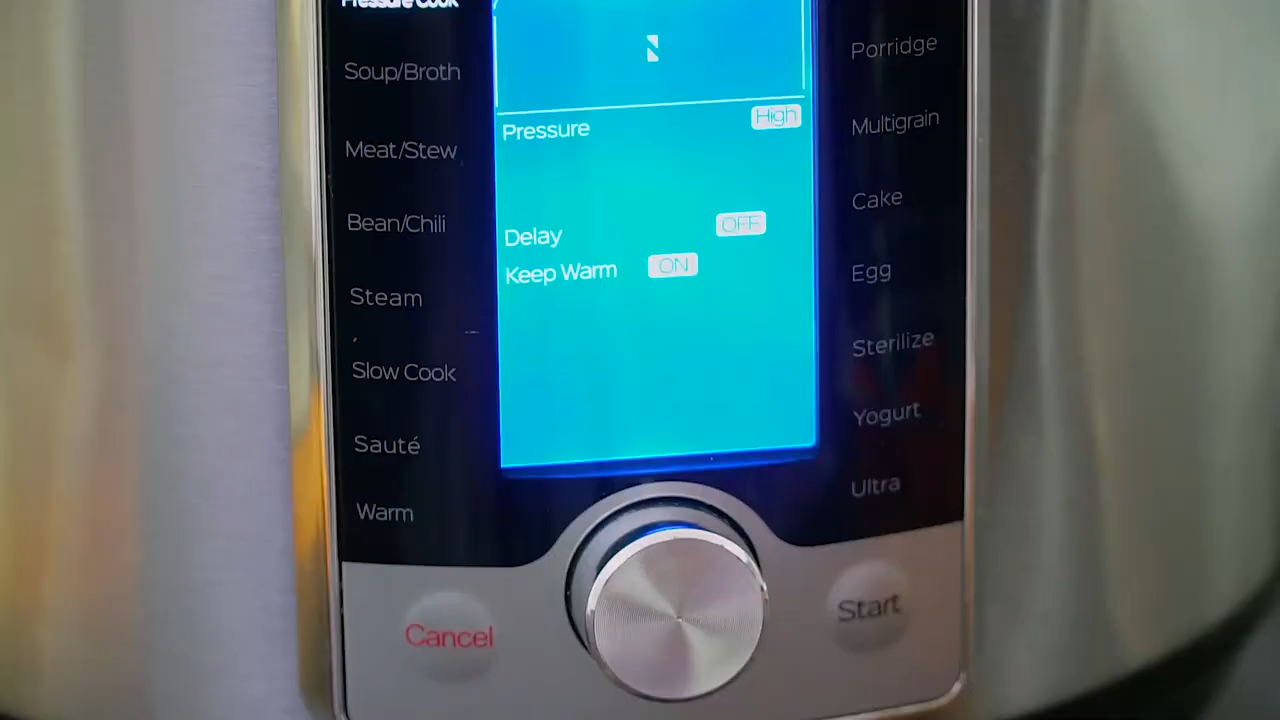 Pressure Cook
Soup/Broth
Meat/Stew
Bean/Chili
Steam
Slow Cook
Sauté
Warm
Pressure High
Delay OFF
Keep Warm ON
Porridge
Multigrain
Cake
Egg
Sterilize
Yogurt
Ultra
Cancel
Start